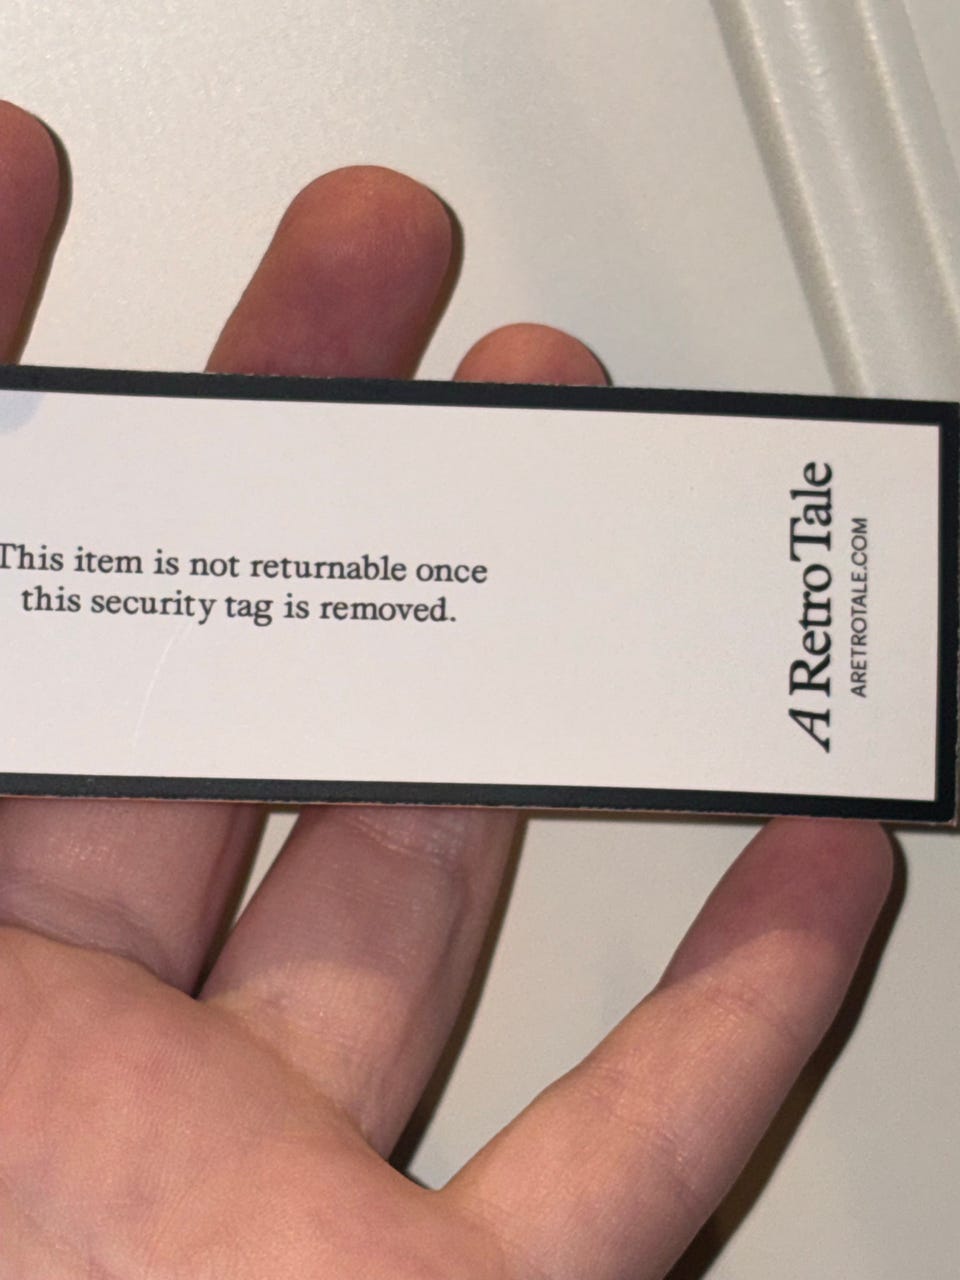 This item is not returnable once
this security tag is removed.
A Retro Tale
ARETROTALE.COM